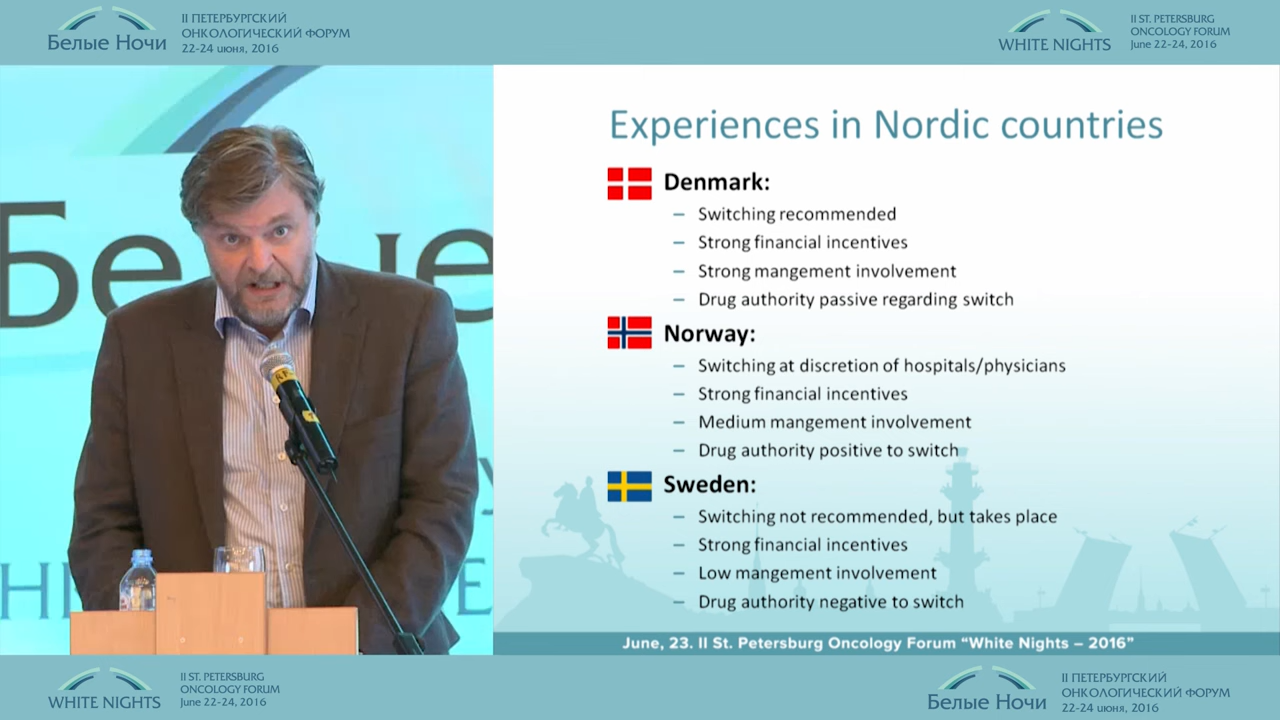 Белые Ночи
II ПЕТЕРБУРГСКИЙ
ОНКОЛОГИЧЕСКИЙ ФОРУМ
22-24 июня, 2016
WHITE NIGHTS
II ST. PETERSBURG
ONCOLOGY FORUM
June 22-24, 2016
Experiences in Nordic countries
Denmark:
– Switching recommended
– Strong financial incentives
– Strong mangement involvement
– Drug authority passive regarding switch
Norway:
– Switching at discretion of hospitals/physicians
– Strong financial incentives
– Medium mangement involvement
– Drug authority positive to switch
Sweden:
– Switching not recommended, but takes place
– Strong financial incentives
– Low mangement involvement
– Drug authority negative to switch
June, 23. II St. Petersburg Oncology Forum “White Nights – 2016”
WHITE NIGHTS
II ST. PETERSBURG
ONCOLOGY FORUM
June 22-24, 2016
Белые Ночи
II ПЕТЕРБУРГСКИЙ
ОНКОЛОГИЧЕСКИЙ ФОРУМ
22-24 июня, 2016